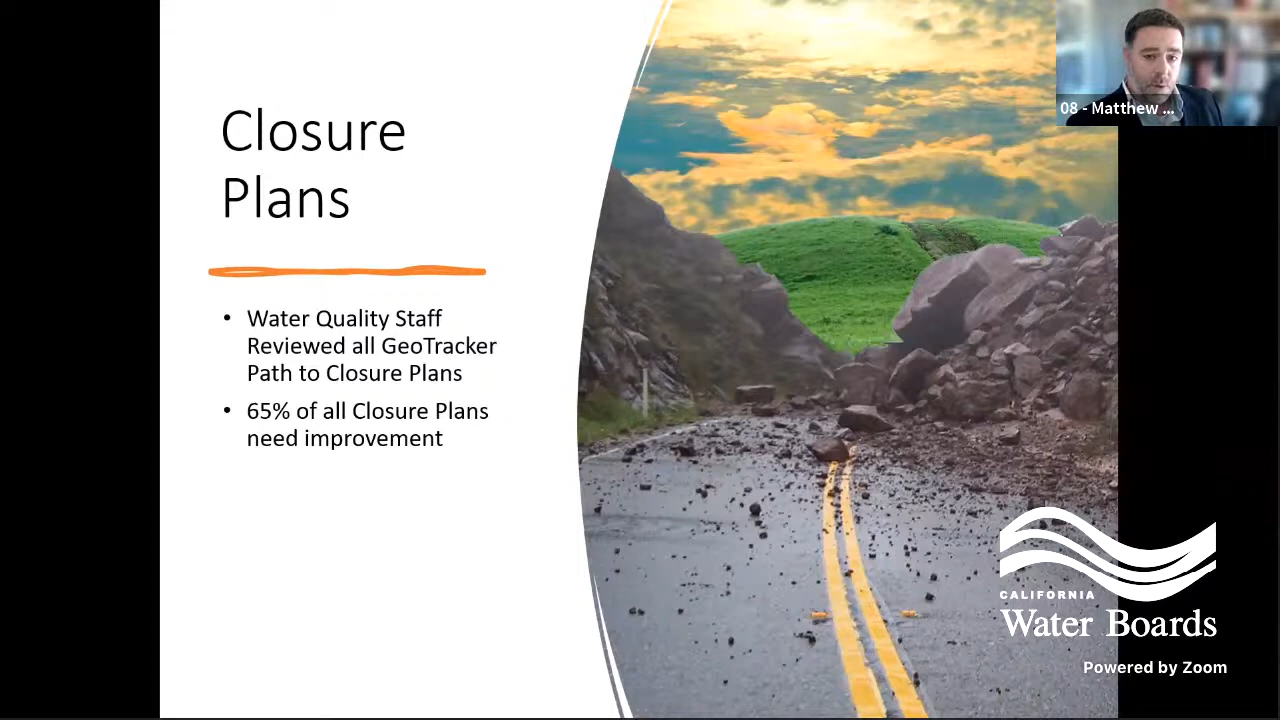 Closure
Plans
• Water Quality Staff
Reviewed all GeoTracker
Path to Closure Plans
• 65% of all Closure Plans
need improvement
08 - Matthew ...
CALIFORNIA
Water Boards
Powered by Zoom